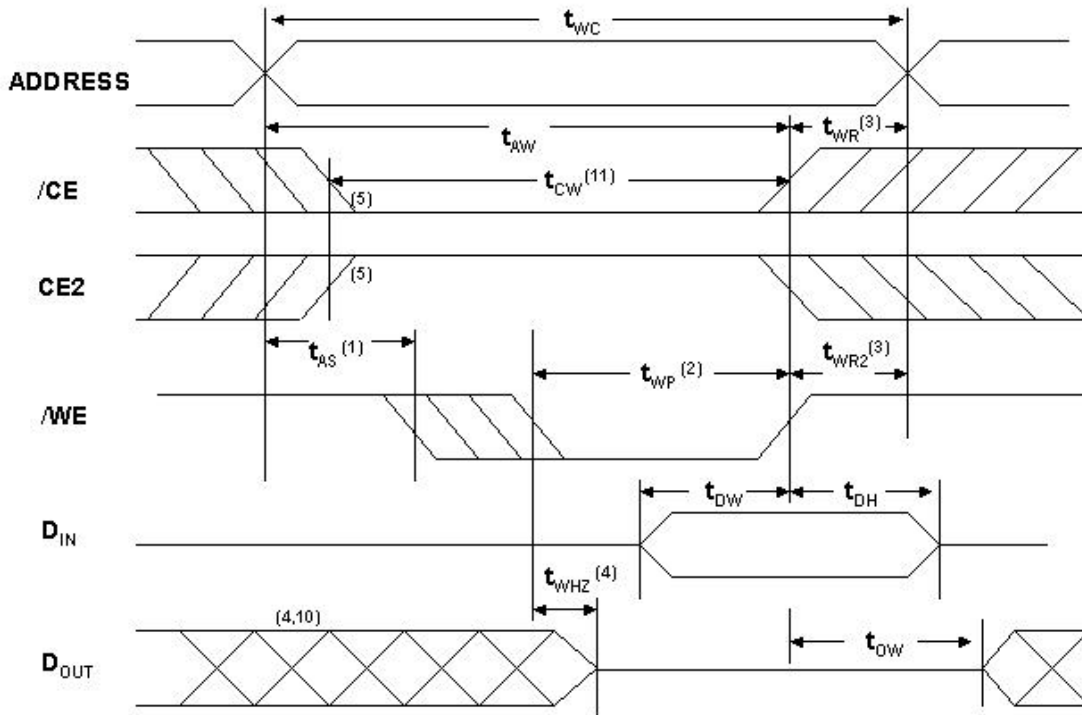 tWC
ADDRESS
tAW
tWR(3)
/CE
tCW(11)
(5)
CE2
(5)
tAS(1)
tWP(2)
tWR2(3)
/WE
tDW
tDH
DIN
tWHZ(4)
(4,10)
DOUT
tOW